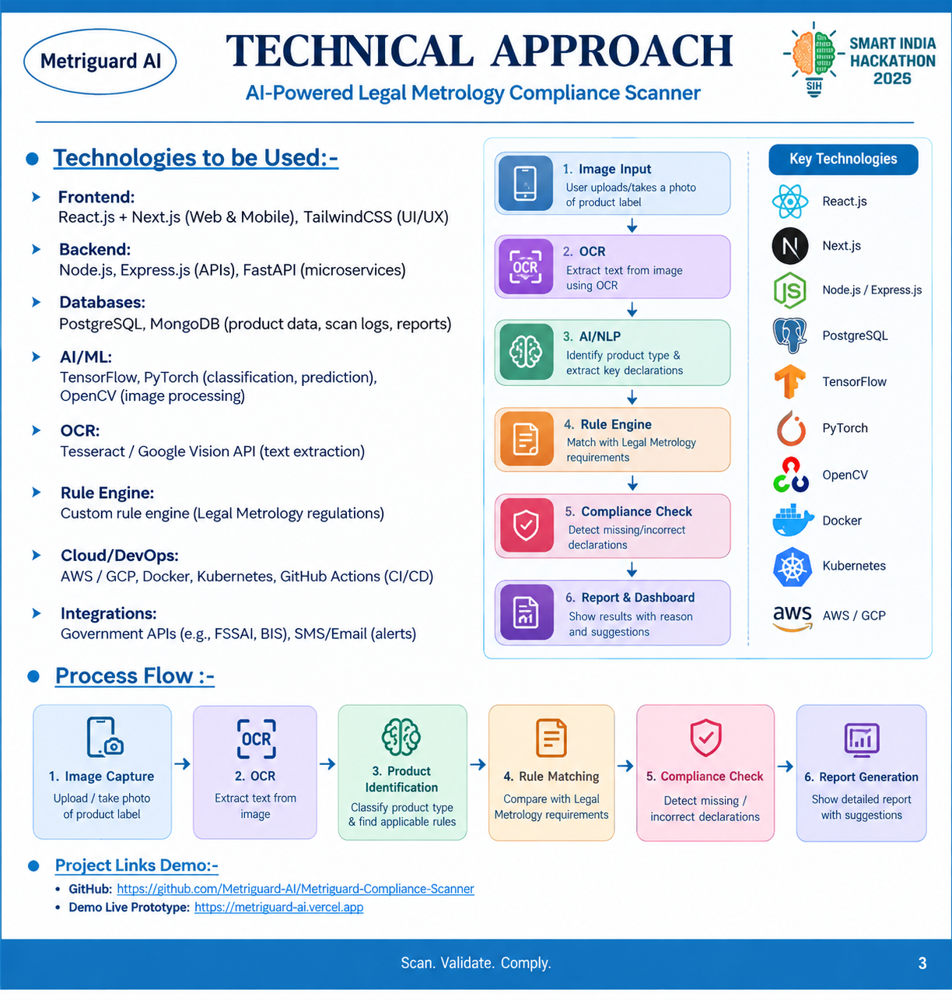 Metriguard AI
TECHNICAL APPROACH
AI-Powered Legal Metrology Compliance Scanner
SIH
SMART INDIA
HACKATHON
2025
Technologies to be Used:-
Frontend:
React.js + Next.js (Web & Mobile), TailwindCSS (UI/UX)
Backend:
Node.js, Express.js (APIs), FastAPI (microservices)
Databases:
PostgreSQL, MongoDB (product data, scan logs, reports)
AI/ML:
TensorFlow, PyTorch (classification, prediction),
OpenCV (image processing)
OCR:
Tesseract / Google Vision API (text extraction)
Rule Engine:
Custom rule engine (Legal Metrology regulations)
Cloud/DevOps:
AWS / GCP, Docker, Kubernetes, GitHub Actions (CI/CD)
Integrations:
Government APIs (e.g., FSSAI, BIS), SMS/Email (alerts)
1. Image Input
User uploads/takes a photo
of product label
OCR
2. OCR
Extract text from image
using OCR
3. AI/NLP
Identify product type &
extract key declarations
4. Rule Engine
Match with Legal Metrology
requirements
5. Compliance Check
Detect missing/incorrect
declarations
6. Report & Dashboard
Show results with reason
and suggestions
Key Technologies
React.js
N
Next.js
JS
Node.js / Express.js
PostgreSQL
TensorFlow
PyTorch
OpenCV
Docker
Kubernetes
aws
AWS / GCP
Process Flow :-
1. Image Capture
Upload / take photo
of product label
OCR
2. OCR
Extract text from
image
3. Product
Identification
Classify product type
& find applicable rules
4. Rule Matching
Compare with Legal
Metrology requirements
5. Compliance Check
Detect missing /
incorrect declarations
6. Report Generation
Show detailed report
with suggestions
Project Links Demo:-
• GitHub: https://github.com/Metriguard-AI/Metriguard-Compliance-Scanner
• Demo Live Prototype: https://metriguard-ai.vercel.app
Scan. Validate. Comply.
3